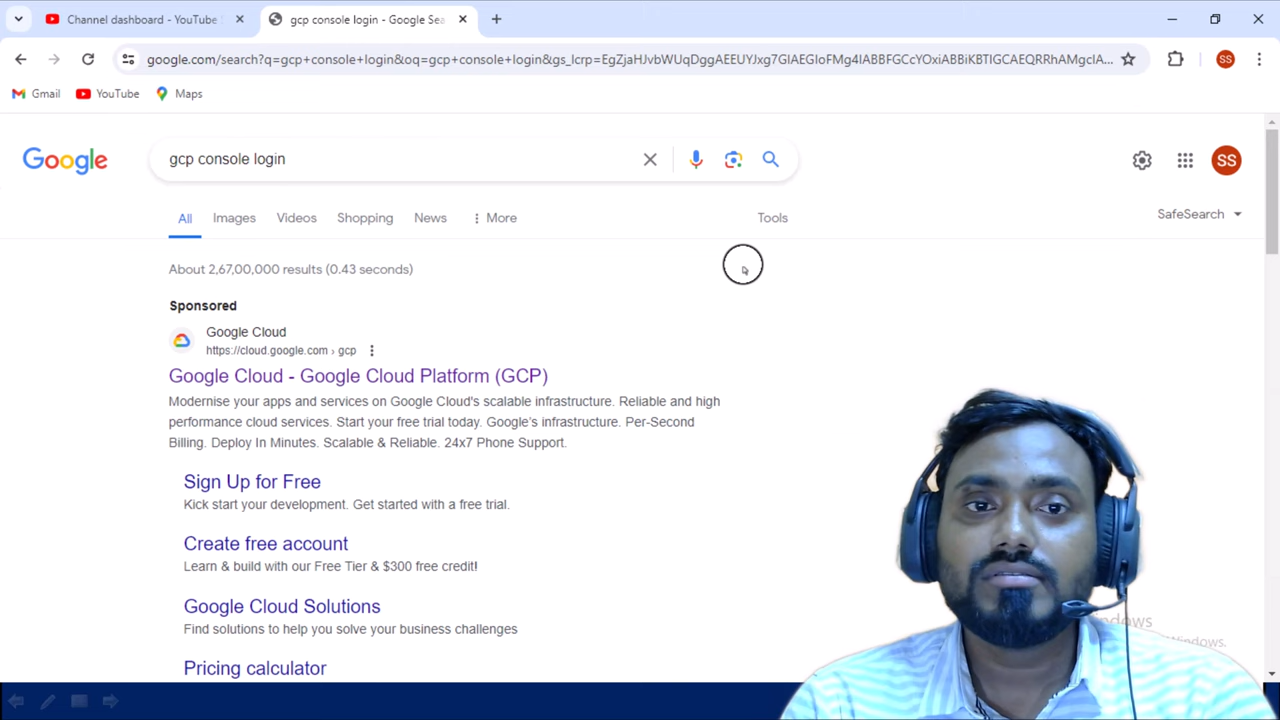 Channel dashboard - YouTube
gcp console login - Google Sea
google.com/search?q=gcp+console+login&oq=gcp+console+login&gs_lcrp=EgZjaHJvbWUqDggAEEUYJxg7GIAEGIoFMg4IABBFGCcYOxiABBiKBTIGCAEQRRhAMgcIA...
SS
Gmail
YouTube
Maps
Google
gcp console login
SS
All
Images
Videos
Shopping
News
More
Tools
SafeSearch
About 2,67,00,000 results (0.43 seconds)
Sponsored
Google Cloud
https://cloud.google.com › gcp
Google Cloud - Google Cloud Platform (GCP)
Modernise your apps and services on Google Cloud's scalable infrastructure. Reliable and high
performance cloud services. Start your free trial today. Google's infrastructure. Per-Second
Billing. Deploy In Minutes. Scalable & Reliable. 24x7 Phone Support.
Sign Up for Free
Kick start your development. Get started with a free trial.
Create free account
Learn & build with our Free Tier & $300 free credit!
Google Cloud Solutions
Find solutions to help you solve your business challenges
Pricing calculator
Windows.